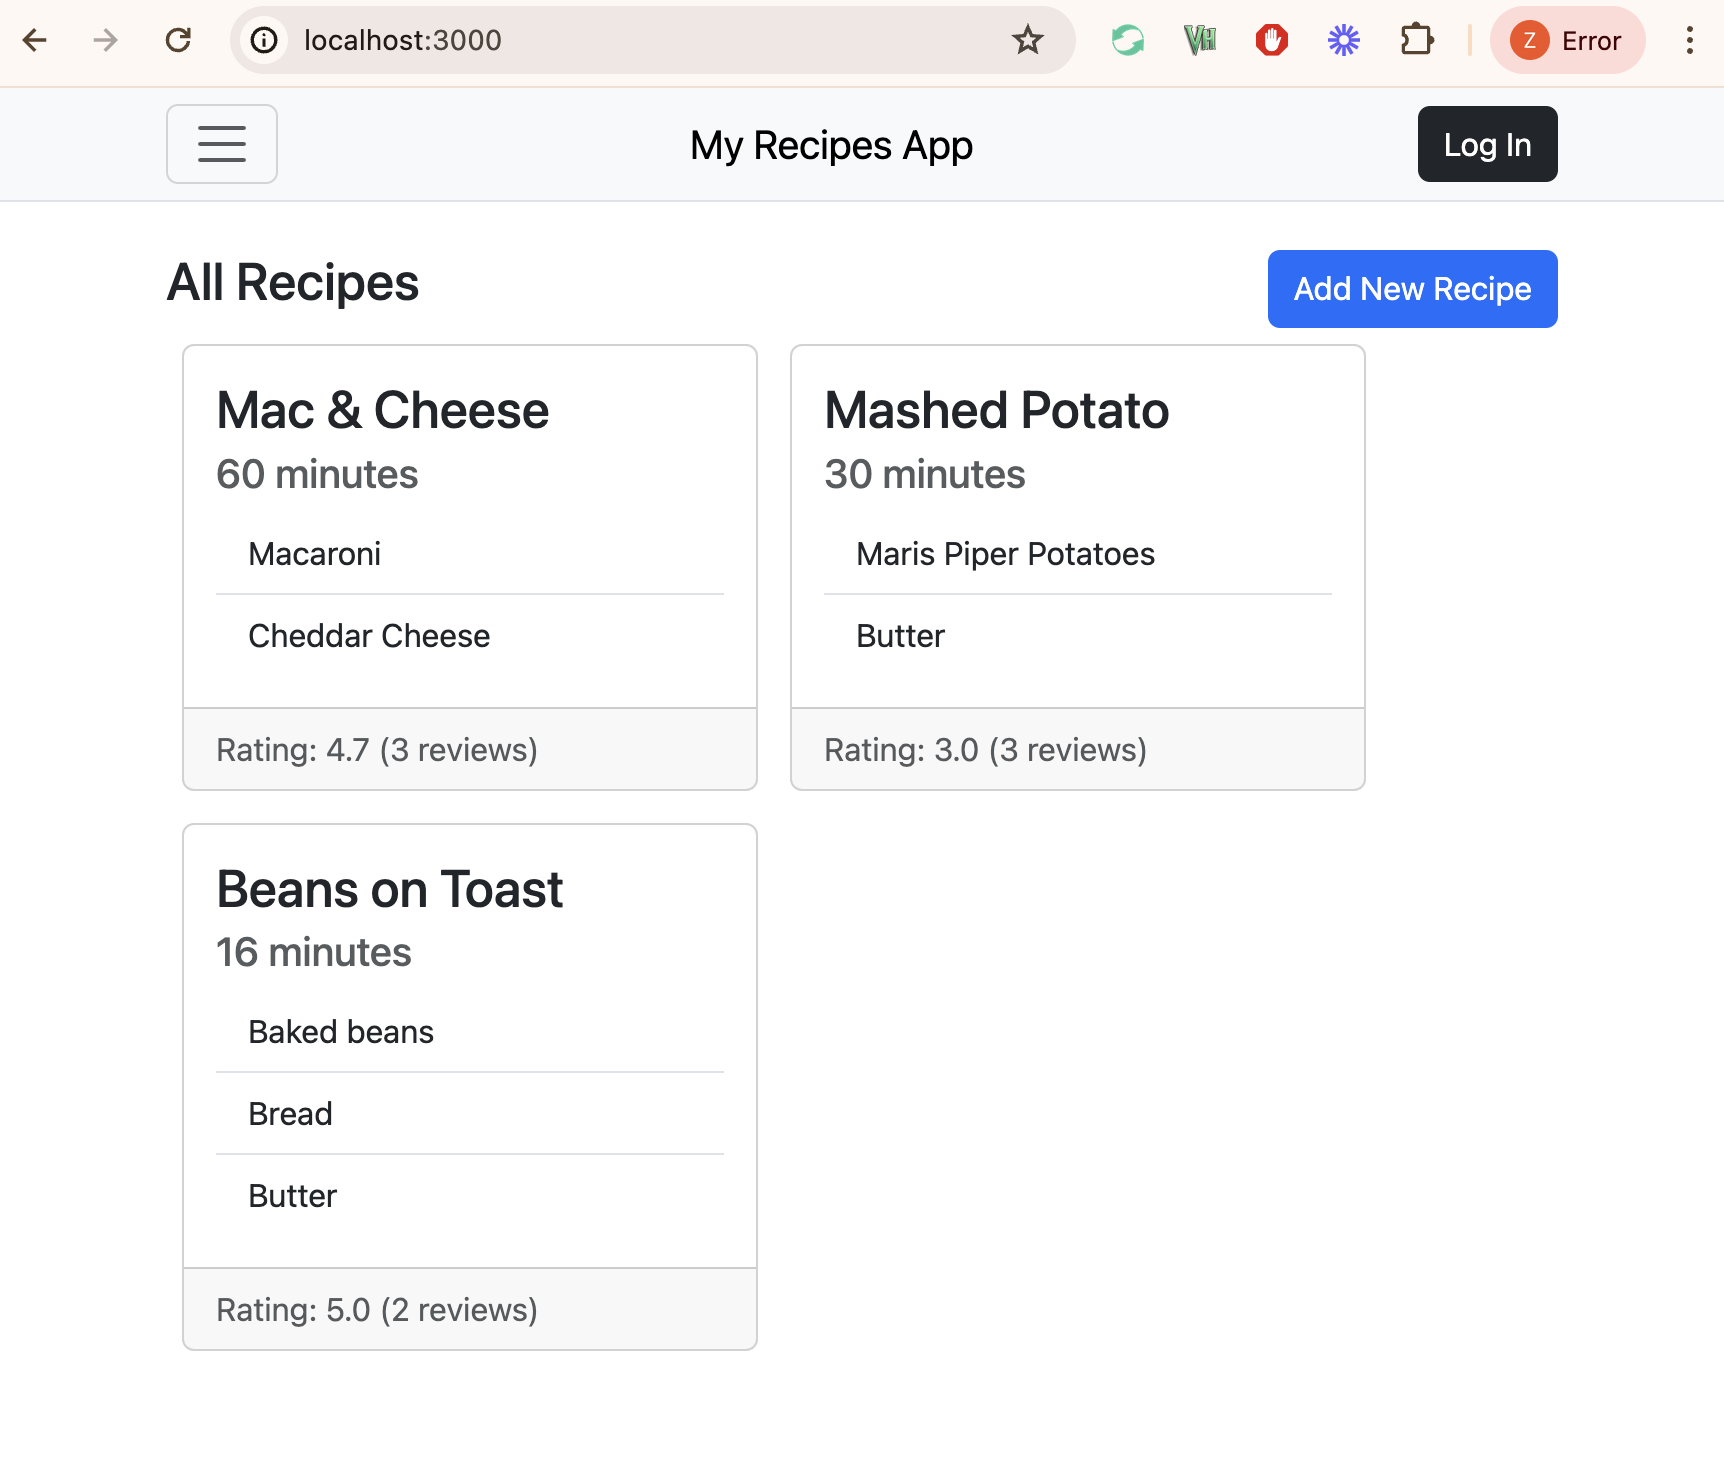 localhost:3000
VH
Z Error
My Recipes App
Log In
All Recipes
Add New Recipe
Mac & Cheese
60 minutes
Macaroni
Cheddar Cheese
Rating: 4.7 (3 reviews)
Mashed Potato
30 minutes
Maris Piper Potatoes
Butter
Rating: 3.0 (3 reviews)
Beans on Toast
16 minutes
Baked beans
Bread
Butter
Rating: 5.0 (2 reviews)